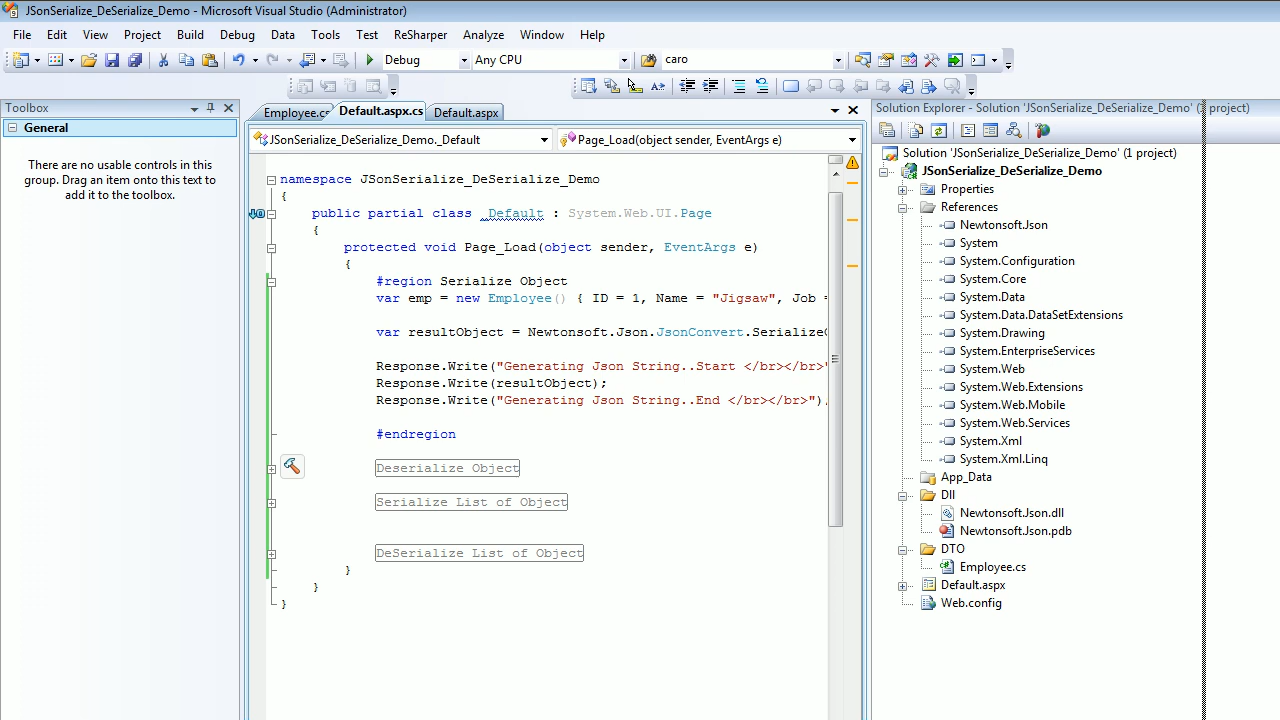 JSonSerialize_DeSerialize_Demo - Microsoft Visual Studio (Administrator)
File Edit View Project Build Debug Data Tools Test ReSharper Analyze Window Help
Debug Any CPU caro
Toolbox
General
There are no usable controls in this
group. Drag an item onto this text to
add it to the toolbox.
Employee.cs Default.aspx.cs Default.aspx
JSonSerialize_DeSerialize_Demo._Default Page_Load(object sender, EventArgs e)
namespace JSonSerialize_DeSerialize_Demo
{
public partial class _Default : System.Web.UI.Page
{
protected void Page_Load(object sender, EventArgs e)
{
#region Serialize Object
var emp = new Employee() { ID = 1, Name = "Jigsaw", Job =
var resultObject = Newtonsoft.Json.JsonConvert.Serialize
Response.Write("Generating Json String..Start </br></br>"
Response.Write(resultObject);
Response.Write("Generating Json String..End </br></br>")
#endregion
Deserialize Object
Serialize List of Object
DeSerialize List of Object
}
}
}
Solution Explorer - Solution 'JSonSerialize_DeSerialize_Demo' (1 project)
Solution 'JSonSerialize_DeSerialize_Demo' (1 project)
JSonSerialize_DeSerialize_Demo
Properties
References
Newtonsoft.Json
System
System.Configuration
System.Core
System.Data
System.Data.DataSetExtensions
System.Drawing
System.EnterpriseServices
System.Web
System.Web.Extensions
System.Web.Mobile
System.Web.Services
System.Xml
System.Xml.Linq
App_Data
Dll
Newtonsoft.Json.dll
Newtonsoft.Json.pdb
DTO
Employee.cs
Default.aspx
Web.config